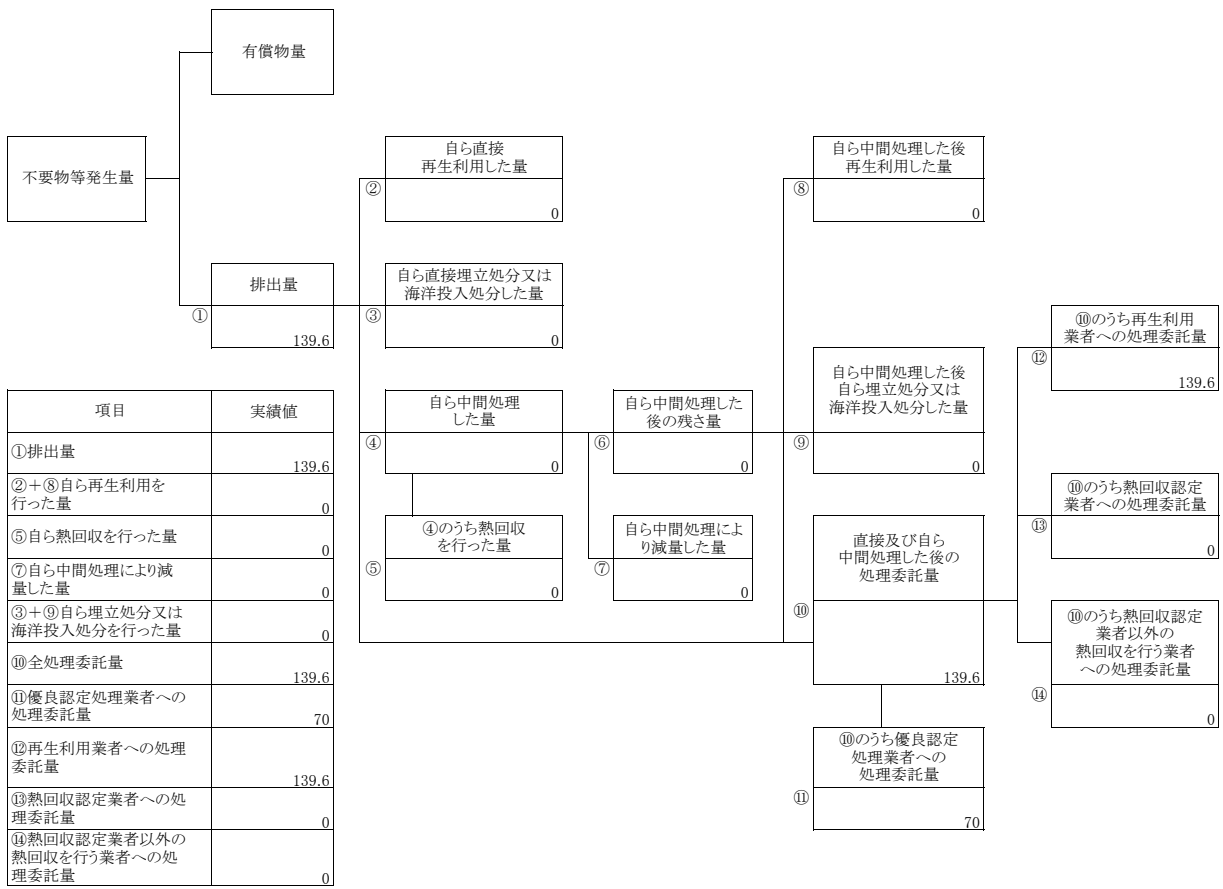 有償物量
不要物等発生量
自ら直接
再生利用した量
②
0
自ら中間処理した後
再生利用した量
⑧
0
排出量
①
139.6
自ら直接埋立処分又は
海洋投入処分した量
③
0
⑩のうち再生利用
業者への処理委託量
⑫
139.6
自ら中間処理
した量
④
0
自ら中間処理した
後の残さ量
⑥
0
自ら中間処理した後
自ら埋立処分又は
海洋投入処分した量
⑨
0
⑩のうち熱回収認定
業者への処理委託量
⑬
0
④のうち熱回収
を行った量
⑤
0
自ら中間処理によ
り減量した量
⑦
0
直接及び自ら
中間処理した後の
処理委託量
⑩
139.6
⑩のうち熱回収認定
業者以外の
熱回収を行う業者
への処理委託量
⑭
0
⑩のうち優良認定
処理業者への
処理委託量
⑪
70
項目 実績値
①排出量
139.6
②+⑧自ら再生利用を
行った量
0
⑤自ら熱回収を行った量
0
⑦自ら中間処理により減
量した量
0
③+⑨自ら埋立処分又は
海洋投入処分を行った量
0
⑩全処理委託量
139.6
⑪優良認定処理業者への
処理委託量
70
⑫再生利用業者への処理
委託量
139.6
⑬熱回収認定業者への処
理委託量
0
⑭熱回収認定業者以外の
熱回収を行う業者への処
理委託量
0